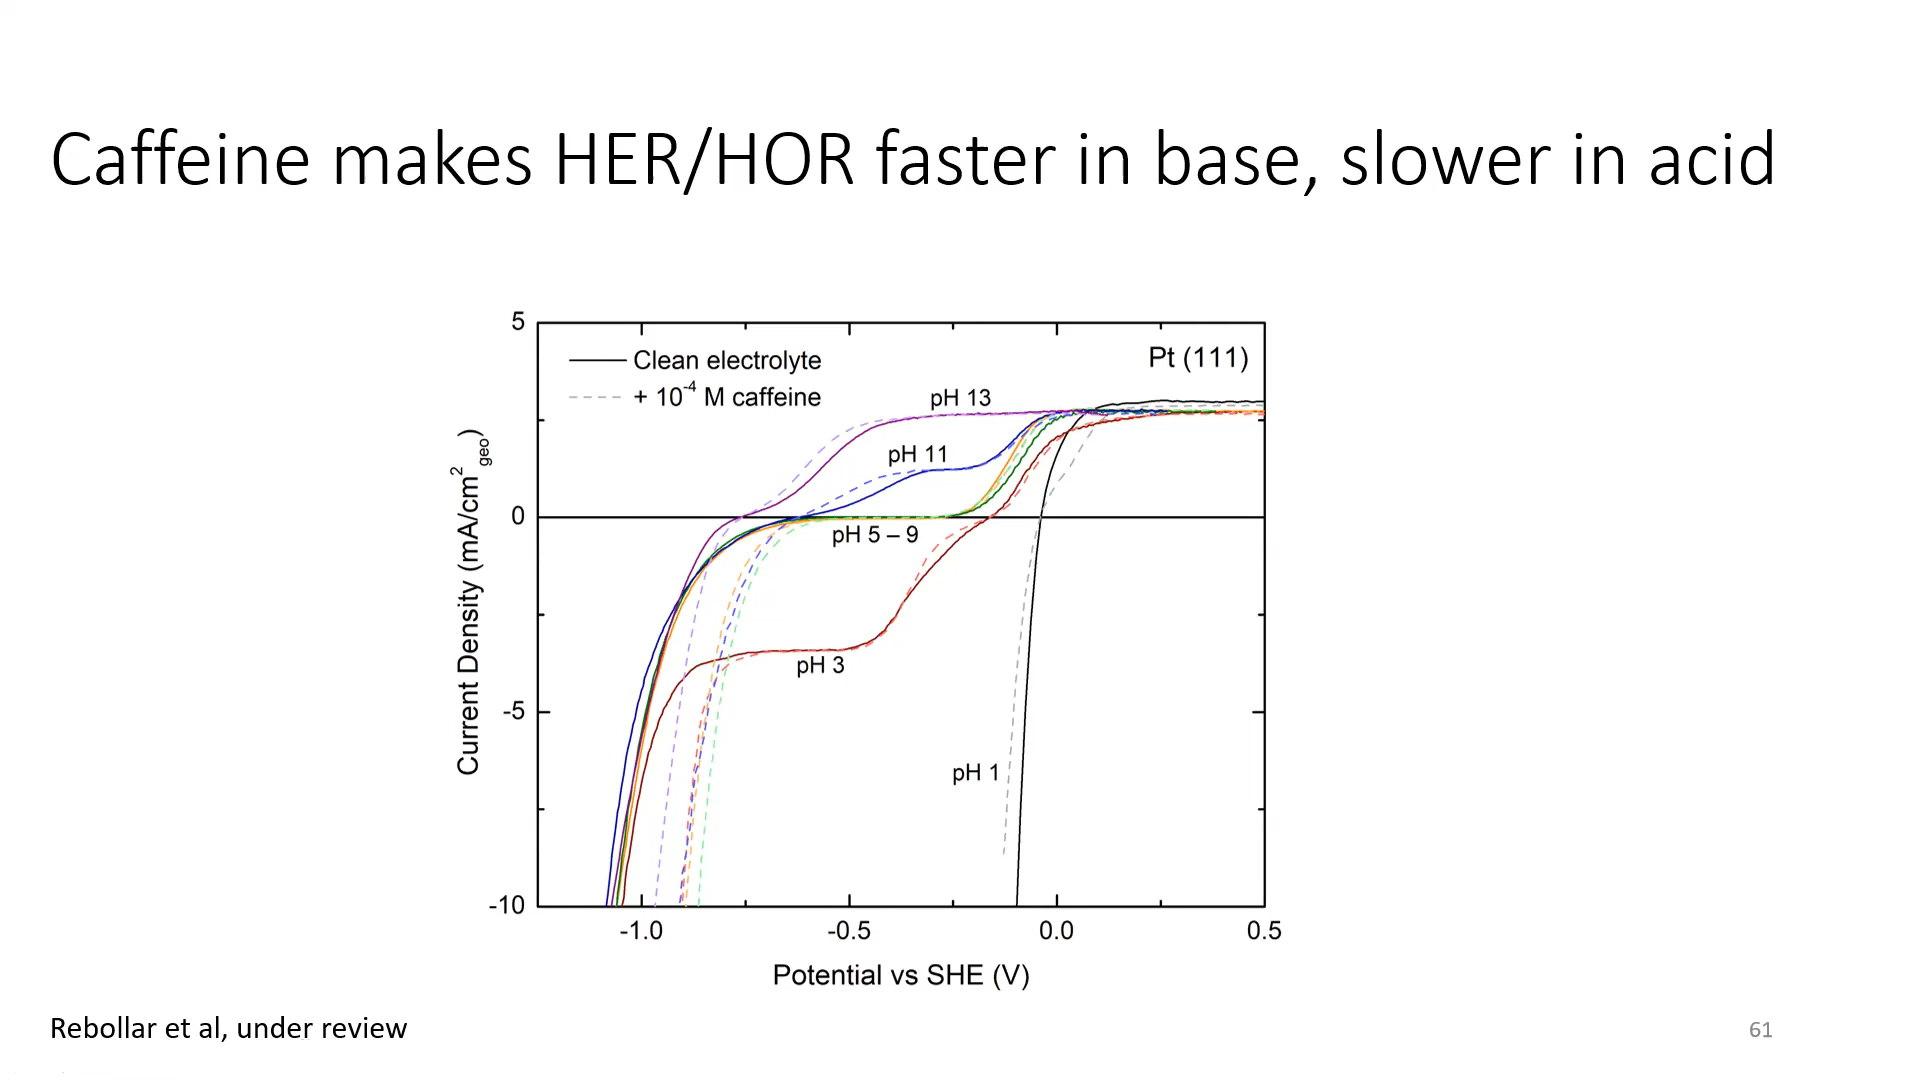 Caffeine makes HER/HOR faster in base, slower in acid
5
Clean electrolyte
+ 10⁻⁴ M caffeine
Pt (111)
pH 13
pH 11
0
pH 5 – 9
pH 3
-5
pH 1
-10
-1.0
-0.5
0.0
0.5
Current Density (mA/cm²geo)
Potential vs SHE (V)
Rebollar et al, under review
61